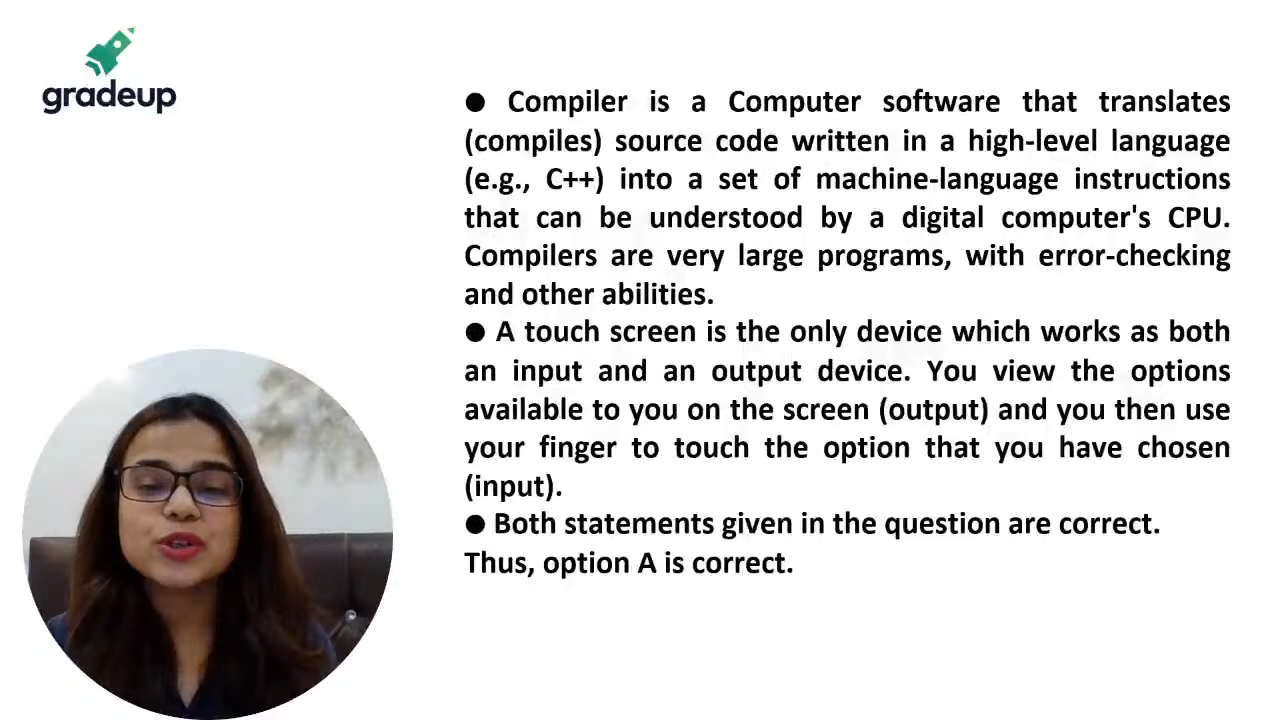 gradeup
● Compiler is a Computer software that translates
(compiles) source code written in a high-level language
(e.g., C++) into a set of machine-language instructions
that can be understood by a digital computer's CPU.
Compilers are very large programs, with error-checking
and other abilities.
● A touch screen is the only device which works as both
an input and an output device. You view the options
available to you on the screen (output) and you then use
your finger to touch the option that you have chosen
(input).
● Both statements given in the question are correct.
Thus, option A is correct.